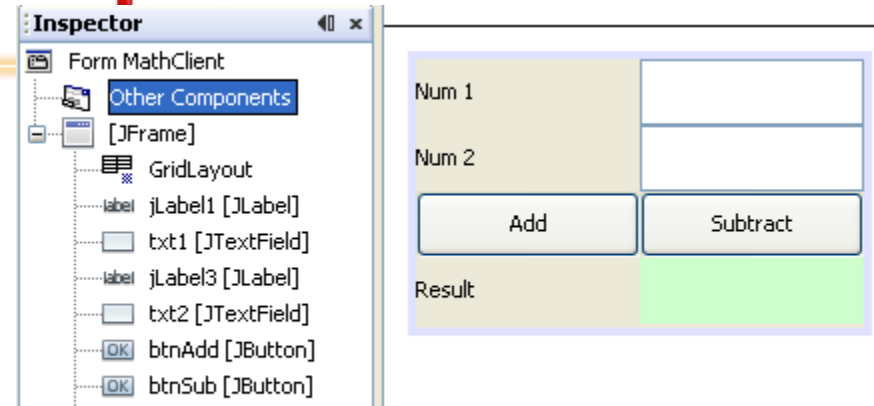 Inspector
Form MathClient
Other Components
[JFrame]
GridLayout
label jLabel1 [JLabel]
txt1 [JTextField]
label jLabel3 [JLabel]
txt2 [JTextField]
OK btnAdd [JButton]
OK btnSub [JButton]
Num 1
Num 2
Add Subtract
Result